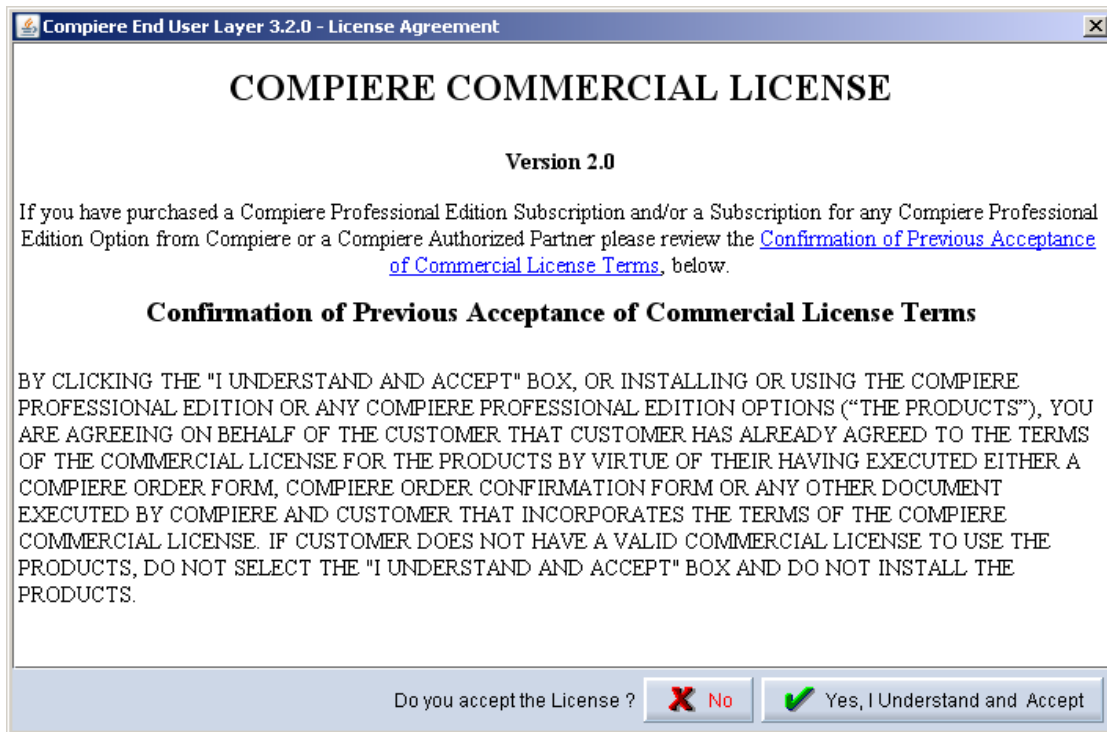 Compiere End User Layer 3.2.0 - License Agreement
COMPIERE COMMERCIAL LICENSE
Version 2.0
If you have purchased a Compiere Professional Edition Subscription and/or a Subscription for any Compiere Professional
Edition Option from Compiere or a Compiere Authorized Partner please review the Confirmation of Previous Acceptance
of Commercial License Terms, below.
Confirmation of Previous Acceptance of Commercial License Terms
BY CLICKING THE "I UNDERSTAND AND ACCEPT" BOX, OR INSTALLING OR USING THE COMPIERE
PROFESSIONAL EDITION OR ANY COMPIERE PROFESSIONAL EDITION OPTIONS (“THE PRODUCTS”), YOU
ARE AGREEING ON BEHALF OF THE CUSTOMER THAT CUSTOMER HAS ALREADY AGREED TO THE TERMS
OF THE COMMERCIAL LICENSE FOR THE PRODUCTS BY VIRTUE OF THEIR HAVING EXECUTED EITHER A
COMPIERE ORDER FORM, COMPIERE ORDER CONFIRMATION FORM OR ANY OTHER DOCUMENT
EXECUTED BY COMPIERE AND CUSTOMER THAT INCORPORATES THE TERMS OF THE COMPIERE
COMMERCIAL LICENSE. IF CUSTOMER DOES NOT HAVE A VALID COMMERCIAL LICENSE TO USE THE
PRODUCTS, DO NOT SELECT THE "I UNDERSTAND AND ACCEPT" BOX AND DO NOT INSTALL THE
PRODUCTS.
Do you accept the License ? No Yes, I Understand and Accept